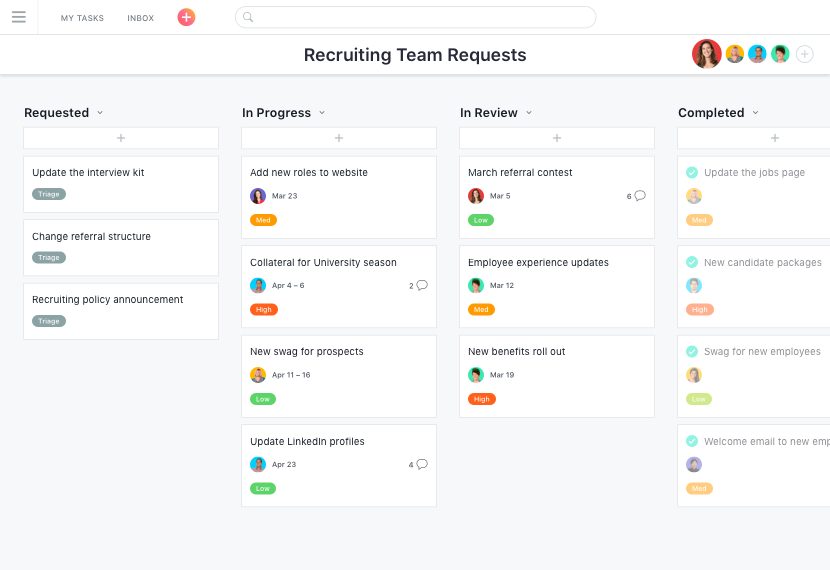 MY TASKS INBOX
Recruiting Team Requests
Requested
Update the interview kit
Triage
Change referral structure
Triage
Recruiting policy announcement
Triage
In Progress
Add new roles to website
Mar 23
Med
Collateral for University season
Apr 4 – 6 2
High
New swag for prospects
Apr 11 – 16
Low
Update LinkedIn profiles
Apr 23 4
Low
In Review
March referral contest
Mar 5 6
Low
Employee experience updates
Mar 12
Med
New benefits roll out
Mar 19
High
Completed
Update the jobs page
Med
New candidate packages
High
Swag for new employees
Low
Welcome email to new emp
Med